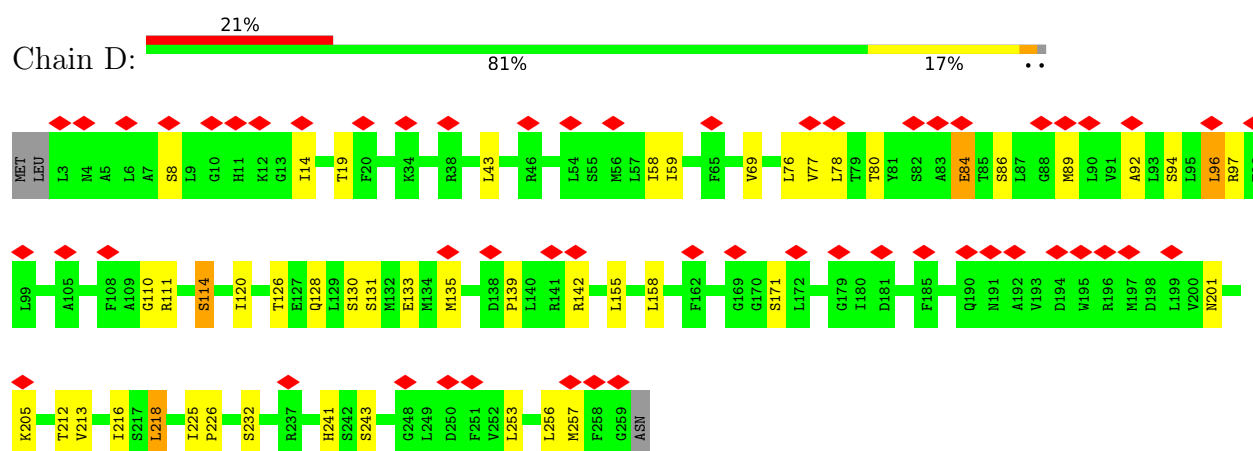 21%
Chain D:
81% 17% • •
MET LEU L3 N4 A5 L6 A7 S8 L9 G10 H11 K12 G13 I14 T19 F20 K34 R38 L43 R46 L54 S55 M56 L57 I58 I59 F65 V69 L76 V77 L78 T79 T80 Y81 S82 A83 E84 T85 S86 L87 G88 M89 L90 V91 A92 L93 S94 L95 L96 R97
L99 A105 F108 A109 G110 R111 S114 I120 T126 E127 Q128 L129 S130 S131 M132 E133 M134 M135 D138 P139 L140 R141 R142 L155 L158 F162 G169 G170 S171 L172 G179 I180 D181 F185 Q190 N191 A192 V193 D194 W195 R196 M197 D198 L199 V200 N201
K205 T212 V213 I216 S217 L218 I225 P226 S232 R237 H241 S242 S243 G248 L249 D250 F251 V252 L253 L256 M257 F258 G259 ASN